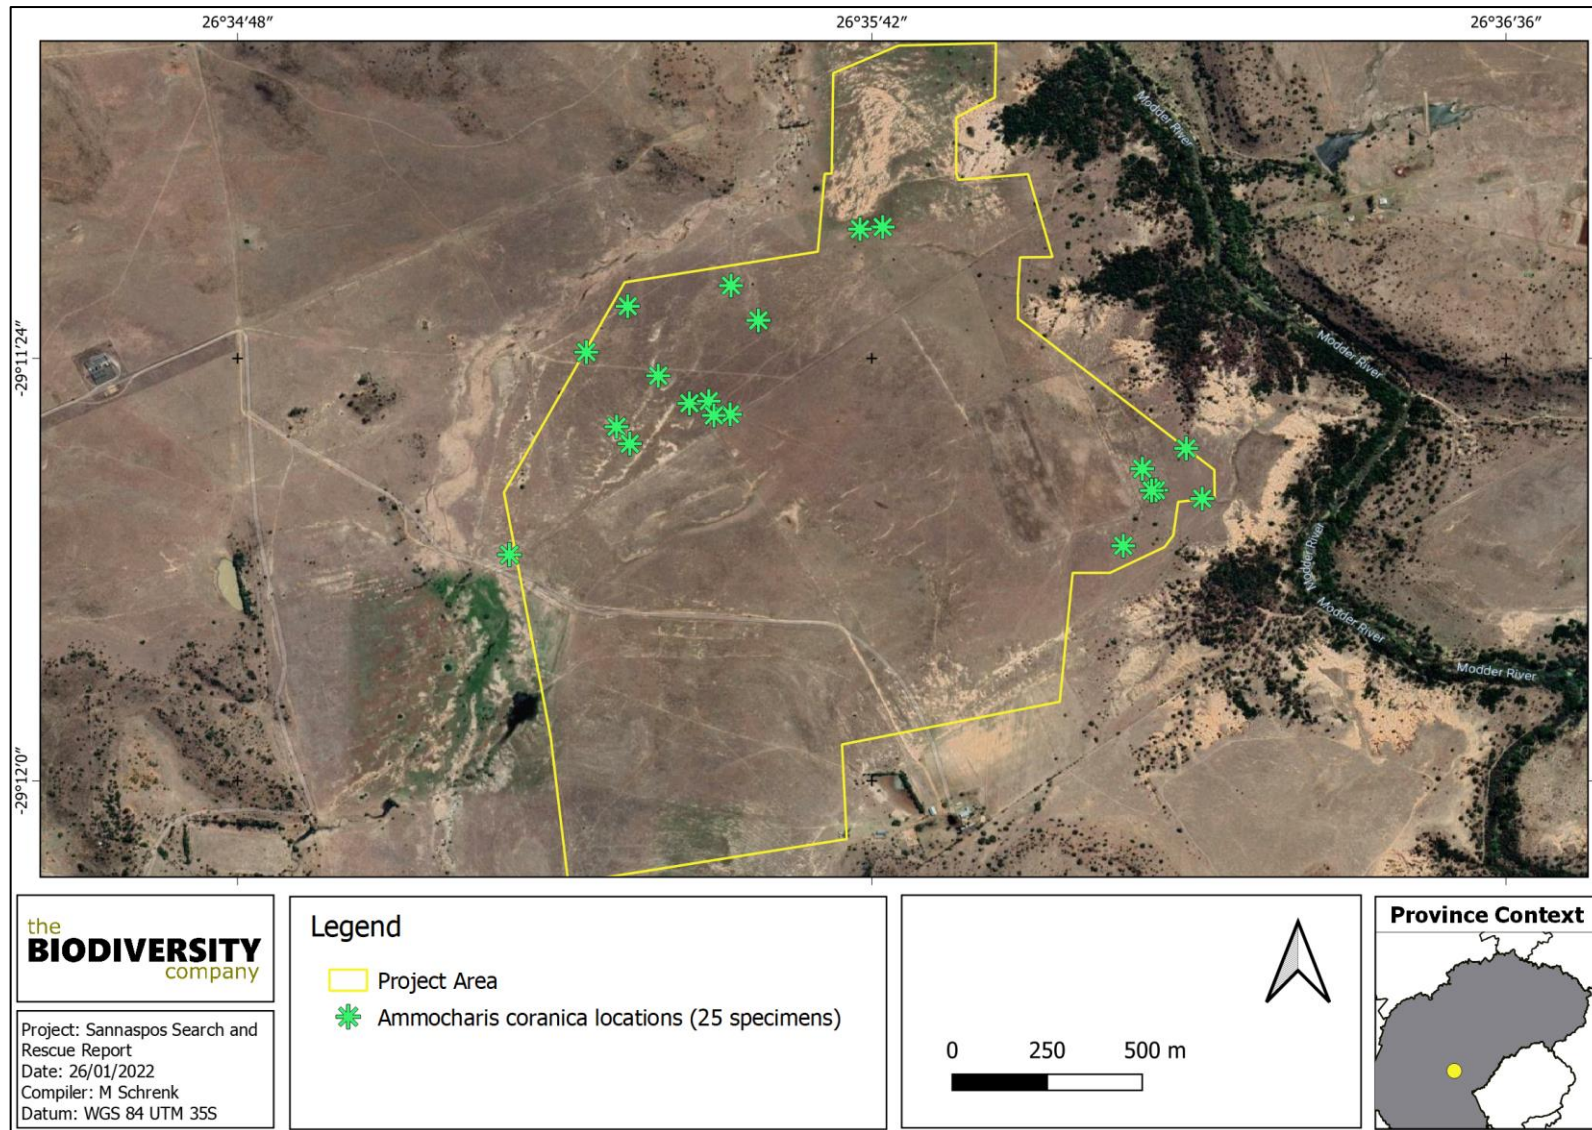 26°34′48″
26°35′42″
26°36′36″
-29°11′24″
-29°12′0″
Modder River
Modder River
Modder River
Modder River
Modder River
the
BIODIVERSITY
company
Project: Sannaspos Search and
Rescue Report
Date: 26/01/2022
Compiler: M Schrenk
Datum: WGS 84 UTM 35S
Legend
Project Area
Ammocharis coranica locations (25 specimens)
0 250 500 m
Province Context